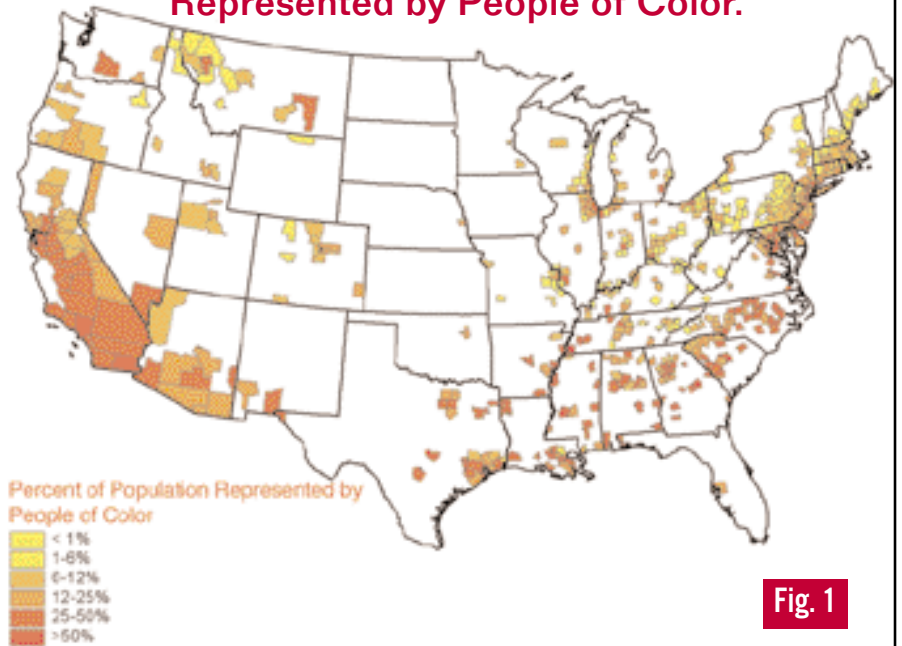 Represented by People of Color.
Percent of Population Represented by
People of Color
< 1%
1-6%
6-12%
12-25%
25-50%
>50%
Fig. 1